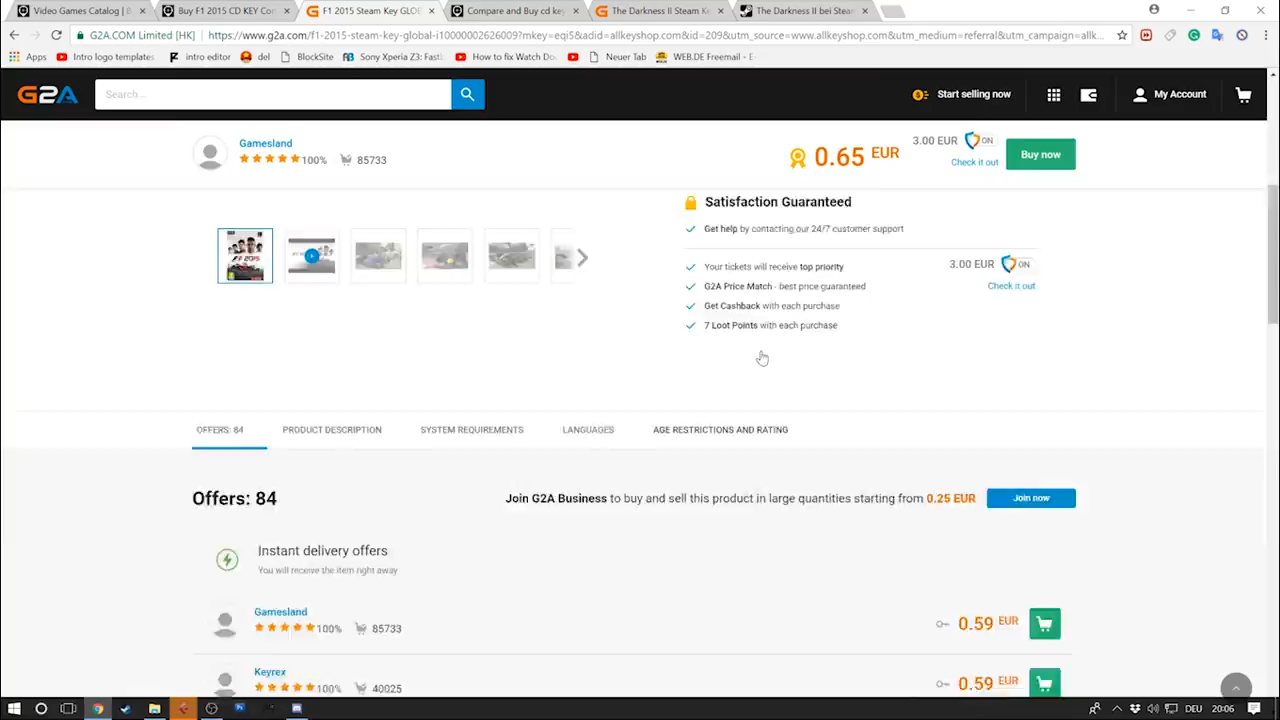 Video Games Catalog | B
Buy F1 2015 CD KEY Con
F1 2015 Steam Key GLOB
Compare and Buy cd key
The Darkness II Steam Ke
The Darkness II bei Stean
G2A.COM Limited [HK] https://www.g2a.com/f1-2015-steam-key-global-i10000002626009?mkey=eqi5&adid=allkeyshop.com&id=209&utm_source=www.allkeyshop.com&utm_medium=referral&utm_campaign=allk...
Apps Intro logo templates intro editor del BlockSite Sony Xperia Z3: Fast How to fix Watch Do Neuer Tab WEB.DE Freemail - E
G2A Search... Start selling now My Account
Gamesland
100% 85733
0.65 EUR
3.00 EUR ON
Check it out
Buy now
Satisfaction Guaranteed
Get help by contacting our 24/7 customer support
Your tickets will receive top priority
G2A Price Match - best price guaranteed
Get Cashback with each purchase
7 Loot Points with each purchase
3.00 EUR ON
Check it out
OFFERS: 84 PRODUCT DESCRIPTION SYSTEM REQUIREMENTS LANGUAGES AGE RESTRICTIONS AND RATING
Offers: 84
Join G2A Business to buy and sell this product in large quantities starting from 0.25 EUR Join now
Instant delivery offers
You will receive the item right away
Gamesland
100% 85733
0.59 EUR
Keyrex
100% 40025
0.59 EUR
DEU 20:06